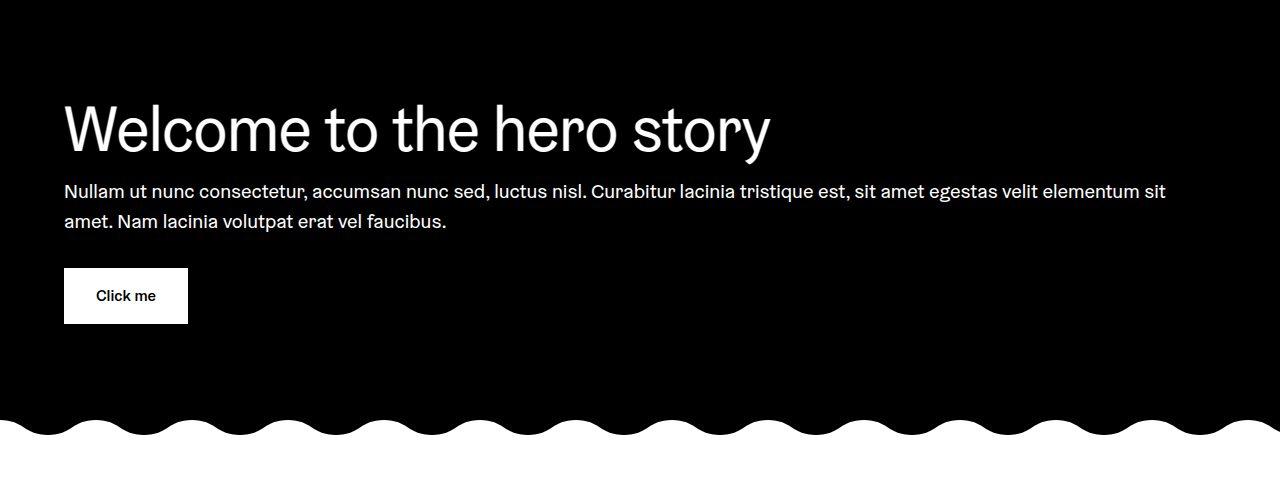 Welcome to the hero story
Nullam ut nunc consectetur, accumsan nunc sed, luctus nisl. Curabitur lacinia tristique est, sit amet egestas velit elementum sit
amet. Nam lacinia volutpat erat vel faucibus.
Click me